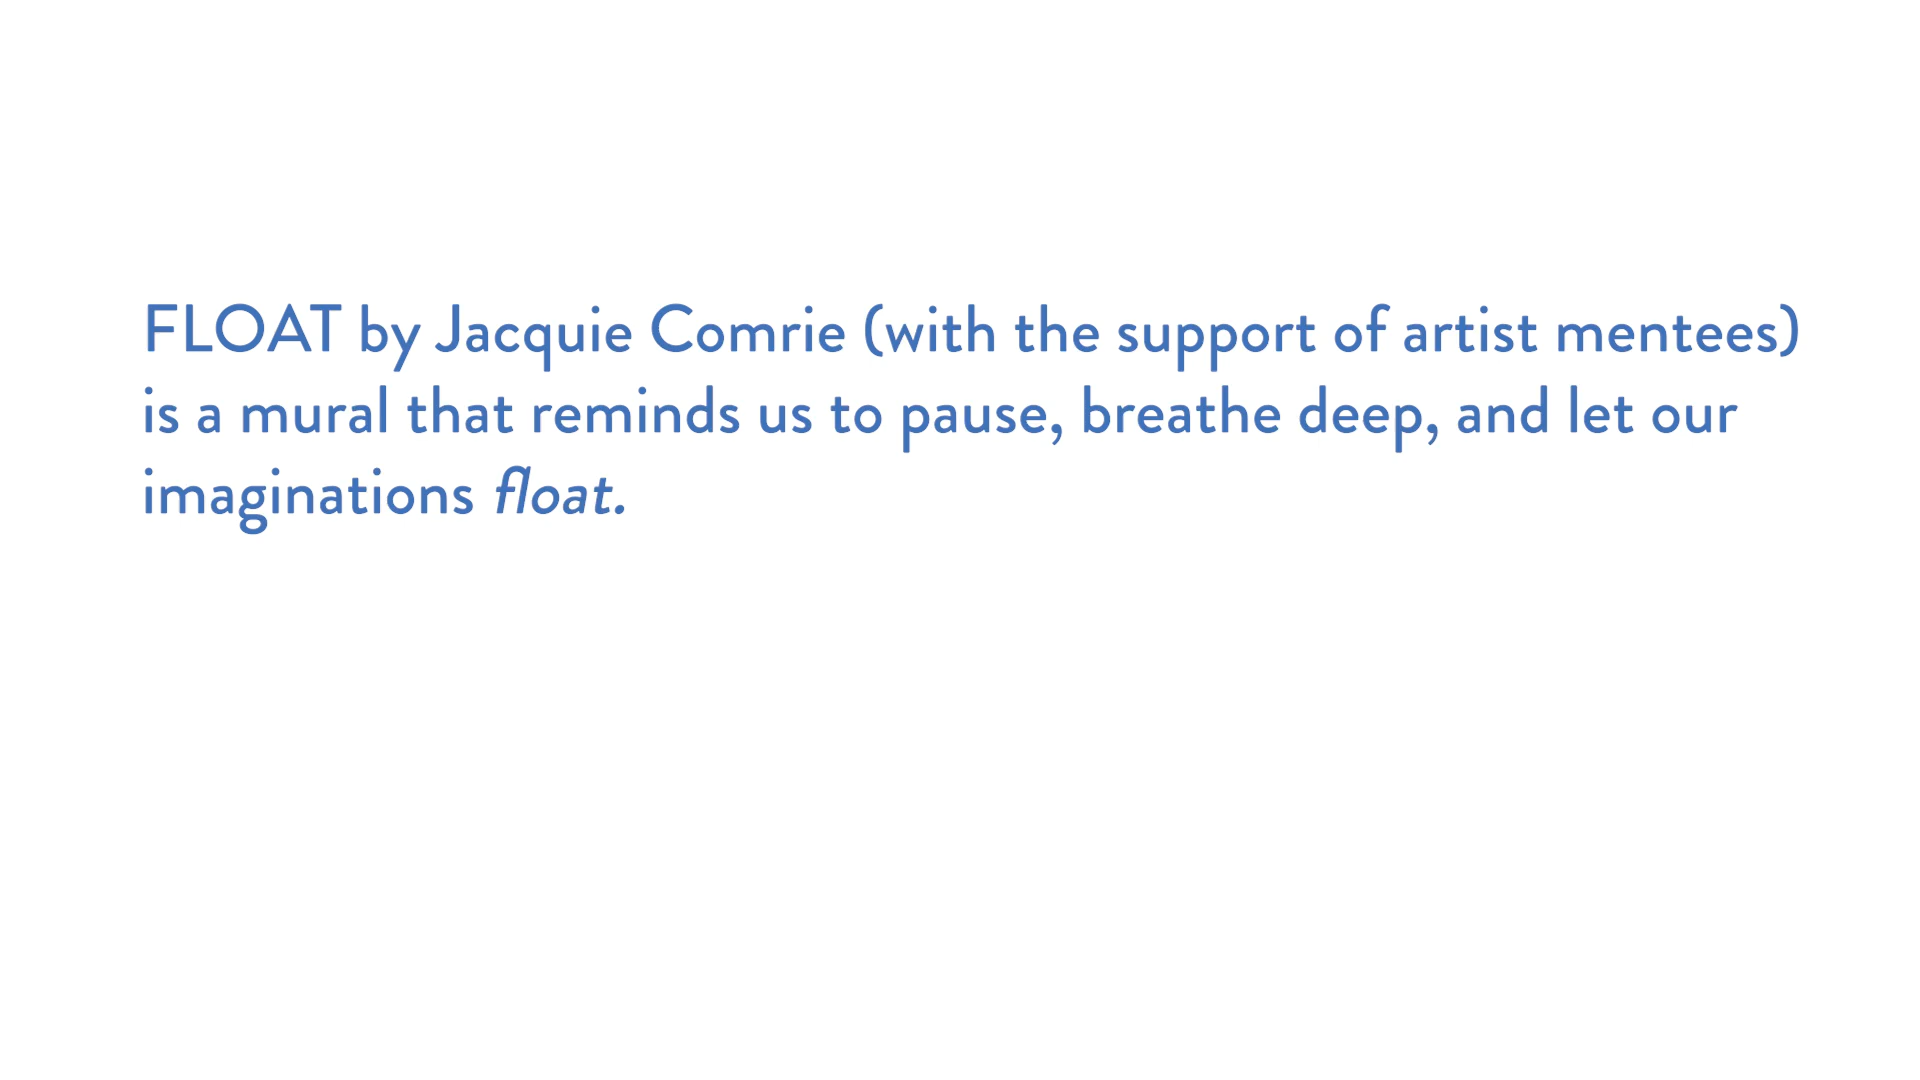 FLOAT by Jacquie Comrie (with the support of artist mentees)
is a mural that reminds us to pause, breathe deep, and let our
imaginations float.